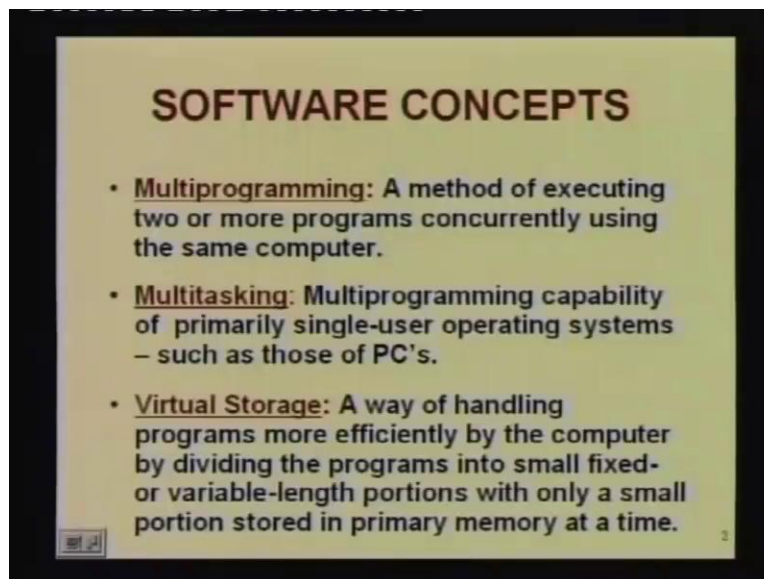 SOFTWARE CONCEPTS
• Multiprogramming: A method of executing
two or more programs concurrently using
the same computer.
• Multitasking: Multiprogramming capability
of primarily single-user operating systems
– such as those of PC's.
• Virtual Storage: A way of handling
programs more efficiently by the computer
by dividing the programs into small fixed-
or variable-length portions with only a small
portion stored in primary memory at a time.